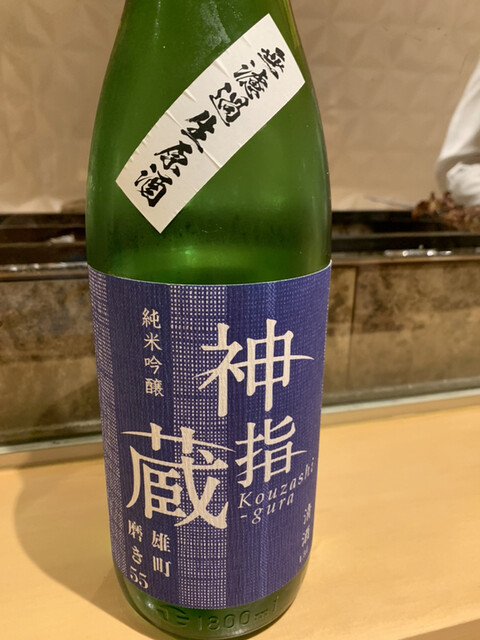 無濾過生原酒
純米吟醸
神指蔵
Kouzashi
-gura
雄町
磨き55
清酒
1800ml